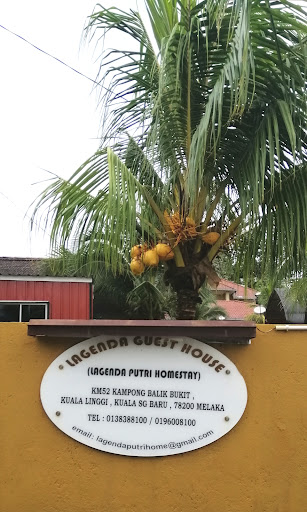 LAGENDA GUEST HOUSE
(LAGENDA PUTRI HOMESTAY)
KM52 KAMPONG BALIK BUKIT ,
KUALA LINGGI , KUALA SG BARU , 78200 MELAKA
TEL : 0138388100 / 0196008100
email: lagendaputrihome@gmail.com